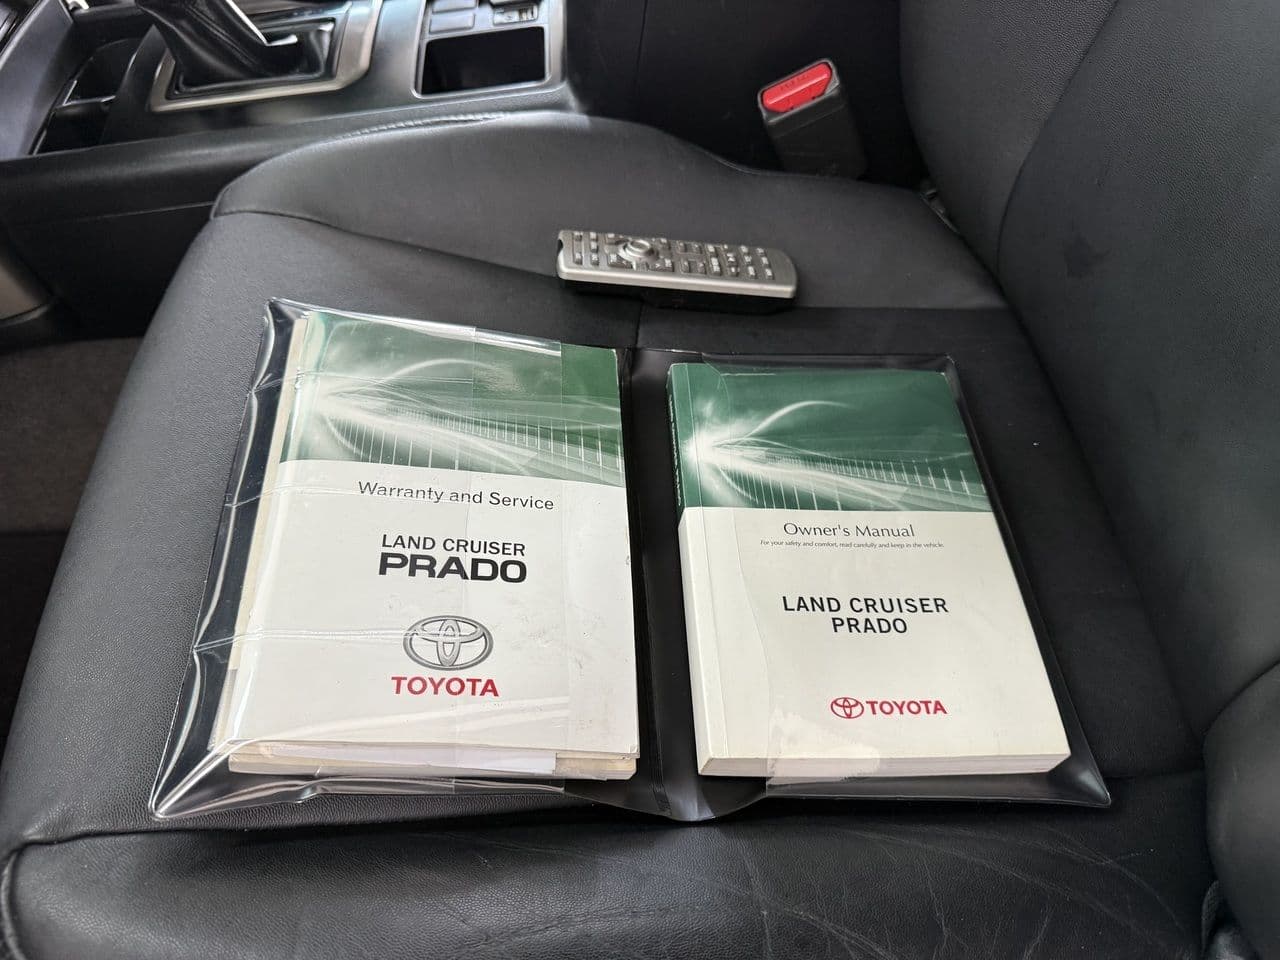 Warranty and Service
LAND CRUISER
PRADO
TOYOTA
Owner's Manual
For your safety and comfort, read carefully and keep in the vehicle.
LAND CRUISER
PRADO
TOYOTA